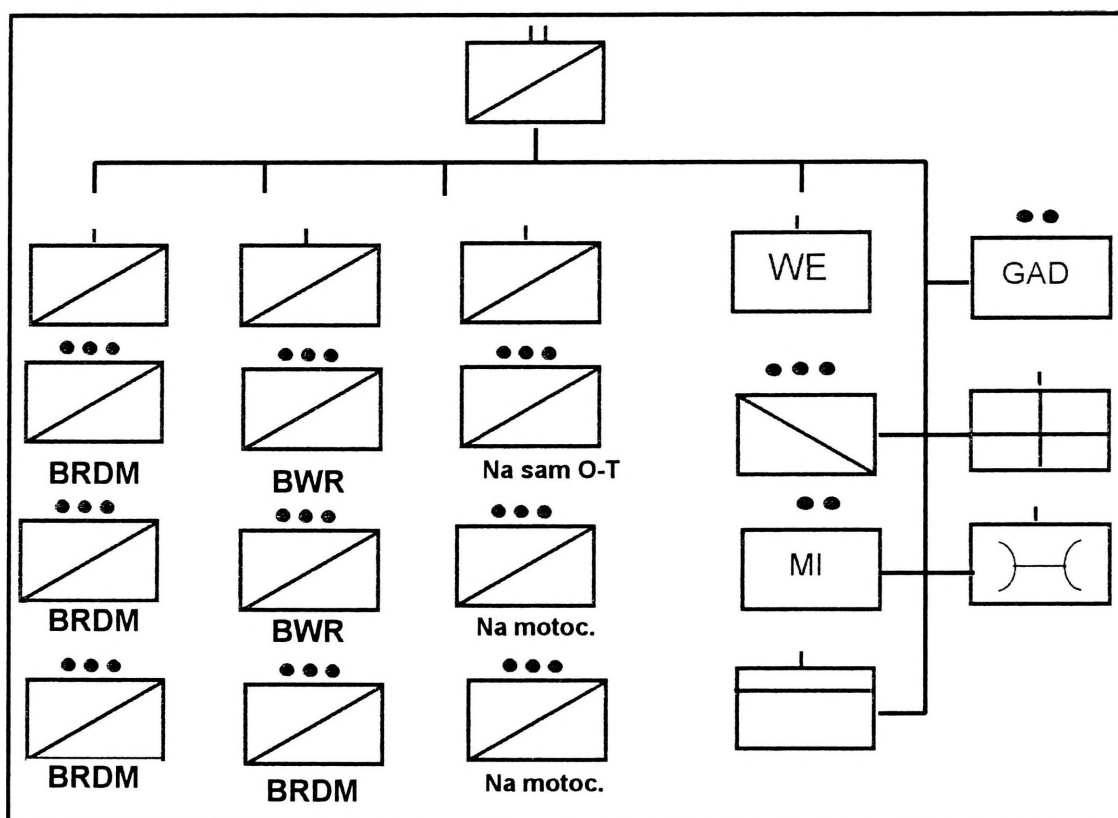 WE
GAD
BRDM
BWR
Na sam O-T
MI
BRDM
BWR
Na motoc.
BRDM
BRDM
Na motoc.